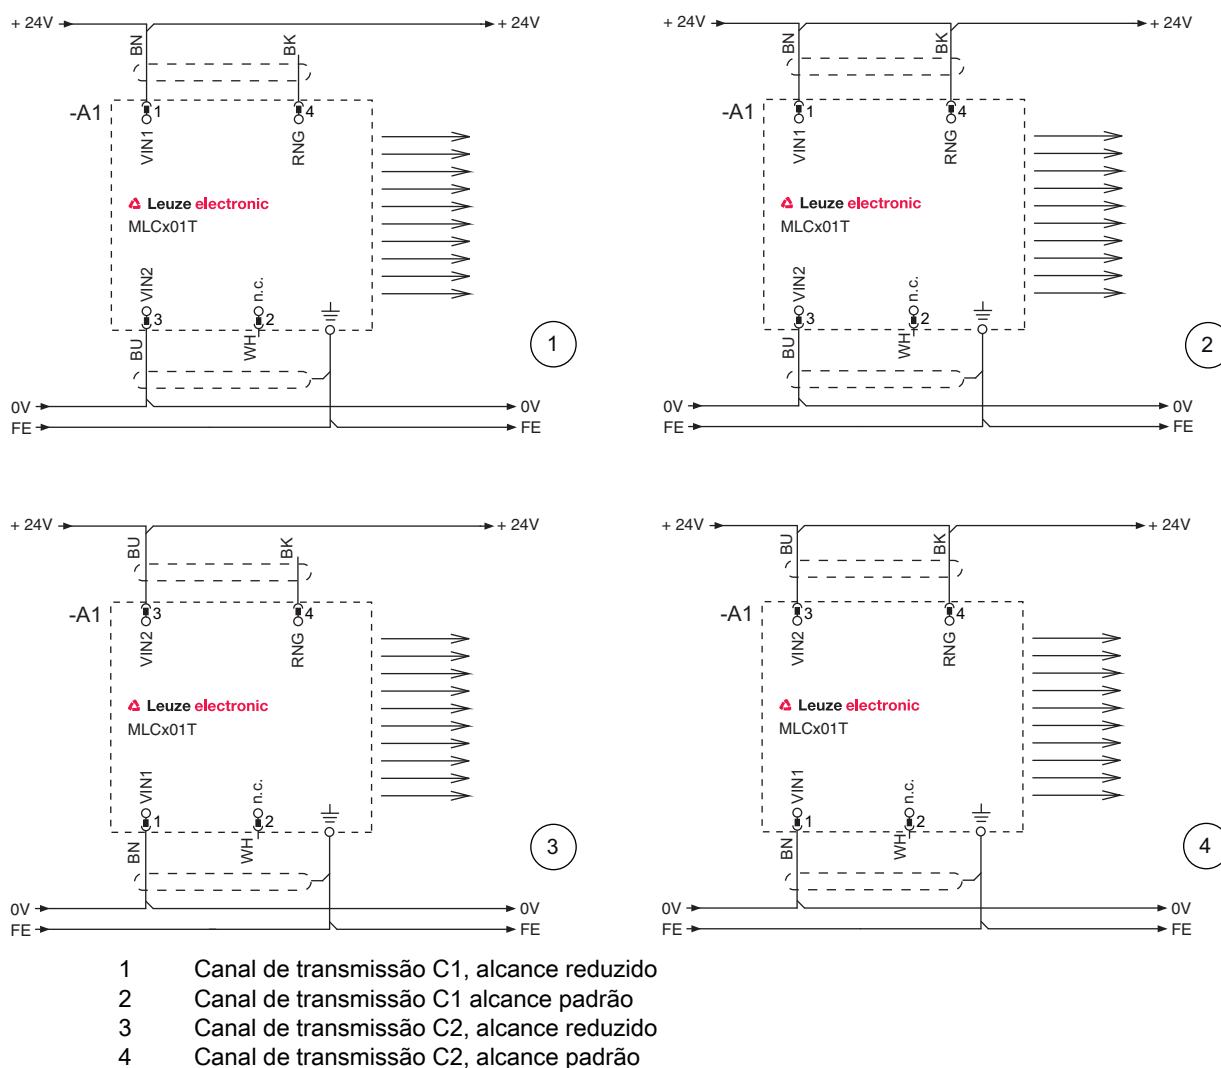 + 24V
+ 24V
BN
BK
-A1
1
4
VIN1
RNG
Leuze electronic
MLCx01T
VIN2
n.c.
3
2
BU
WH
1
0V
0V
FE
FE
+ 24V
+ 24V
BN
BK
-A1
1
4
VIN1
RNG
Leuze electronic
MLCx01T
VIN2
n.c.
3
2
BU
WH
2
0V
0V
FE
FE
+ 24V
+ 24V
BU
BK
-A1
3
4
VIN2
RNG
Leuze electronic
MLCx01T
VIN1
n.c.
1
2
BN
WH
3
0V
0V
FE
FE
+ 24V
+ 24V
BU
BK
-A1
3
4
VIN2
RNG
Leuze electronic
MLCx01T
VIN1
n.c.
1
2
BN
WH
4
0V
0V
FE
FE
1 Canal de transmissão C1, alcance reduzido
2 Canal de transmissão C1 alcance padrão
3 Canal de transmissão C2, alcance reduzido
4 Canal de transmissão C2, alcance padrão